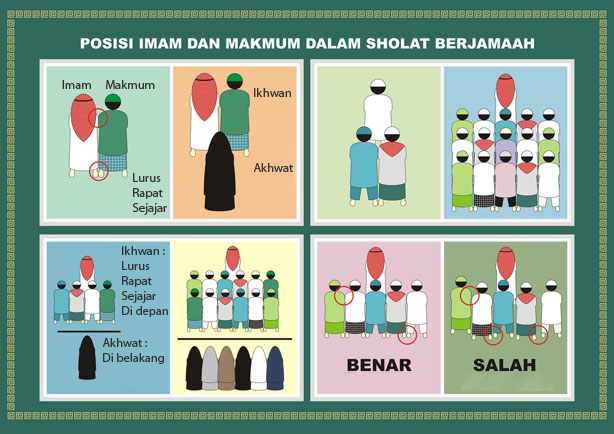 POSISI IMAM DAN MAKMUM DALAM SHOLAT BERJAMAAH
Imam Makmum
Lurus
Rapat
Sejajar
Ikhwan
Akhwat
Ikhwan :
Lurus
Rapat
Sejajar
Di depan
Akhwat :
Di belakang
BENAR
SALAH